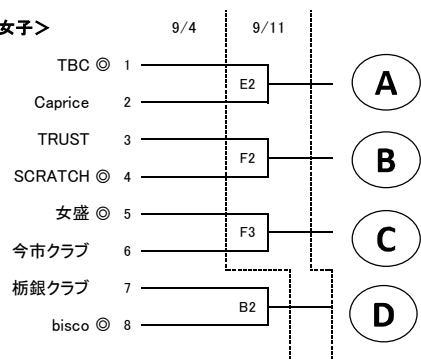 女子＞ 9/4 9/11
TBC ◎ 1
E2 A
Caprice 2
TRUST 3
F2 B
SCRATCH ◎ 4
女盛 ◎ 5
F3 C
今市クラブ 6
栃銀クラブ 7
B2 D
bisco ◎ 8